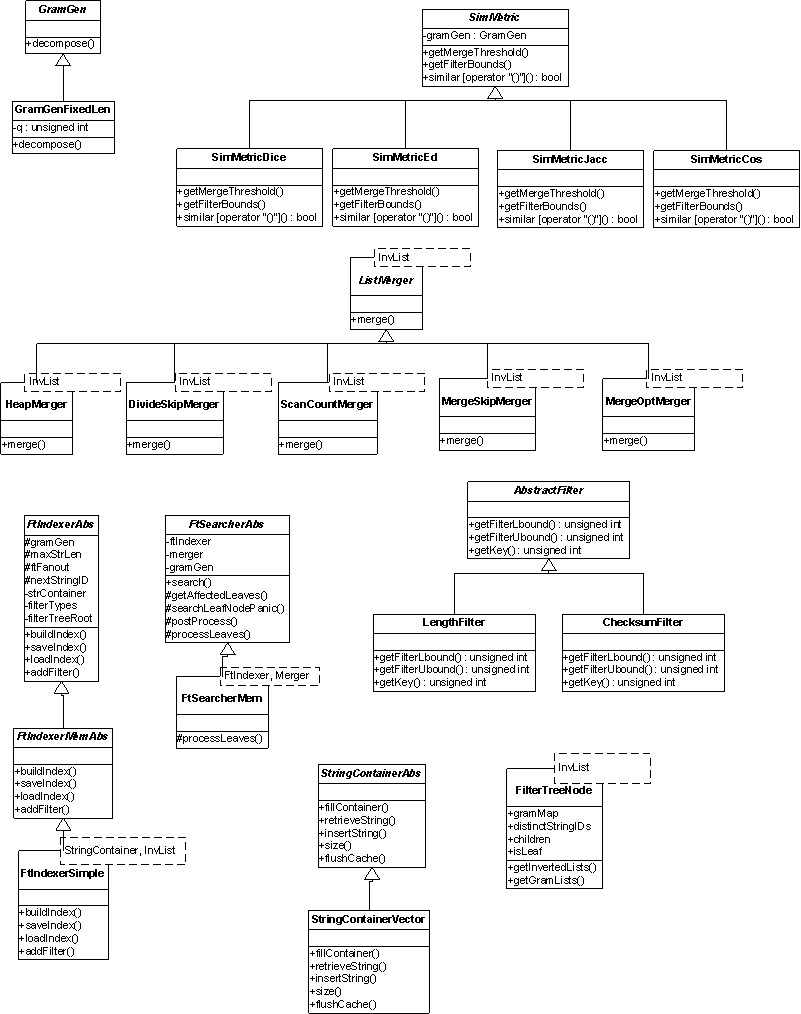 GramGen
+decompose()
GramGenFixedLen
-q : unsigned int
+decompose()
SimMetric
-gramGen : GramGen
+getMergeThreshold()
+getFilterBounds()
+similar [operator "()"]() : bool
SimMetricDice
+getMergeThreshold()
+getFilterBounds()
+similar [operator "()"]() : bool
SimMetricEd
+getMergeThreshold()
+getFilterBounds()
+similar [operator "()"]() : bool
SimMetricJacc
+getMergeThreshold()
+getFilterBounds()
+similar [operator "()"]() : bool
SimMetricCos
+getMergeThreshold()
+getFilterBounds()
+similar [operator "()"]() : bool
InvList
ListMerger
+merge()
InvList
HeapMerger
+merge()
InvList
DivideSkipMerger
+merge()
InvList
ScanCountMerger
+merge()
InvList
MergeSkipMerger
+merge()
InvList
MergeOptMerger
+merge()
FtIndexerAbs
#gramGen
#maxStrLen
#ftFanout
#nextStringID
-strContainer
-filterTypes
-filterTreeRoot
+buildIndex()
+saveIndex()
+loadIndex()
+addFilter()
FtSearcherAbs
-ftIndexer
-merger
-gramGen
+search()
#getAffectedLeaves()
#searchLeafNodePanic()
#postProcess()
#processLeaves()
AbstractFilter
+getFilterLbound() : unsigned int
+getFilterUbound() : unsigned int
+getKey() : unsigned int
LengthFilter
+getFilterLbound() : unsigned int
+getFilterUbound() : unsigned int
+getKey() : unsigned int
ChecksumFilter
+getFilterLbound() : unsigned int
+getFilterUbound() : unsigned int
+getKey() : unsigned int
FtIndexer, Merger
FtSearcherMem
#processLeaves()
FtIndexerMemAbs
+buildIndex()
+saveIndex()
+loadIndex()
+addFilter()
StringContainer, InvList
FtIndexerSimple
+buildIndex()
+saveIndex()
+loadIndex()
+addFilter()
StringContainerAbs
+fillContainer()
+retrieveString()
+insertString()
+size()
+flushCache()
StringContainerVector
+fillContainer()
+retrieveString()
+insertString()
+size()
+flushCache()
InvList
FilterTreeNode
+gramMap
+distinctStringIDs
+children
+isLeaf
+getInvertedLists()
+getGramLists()